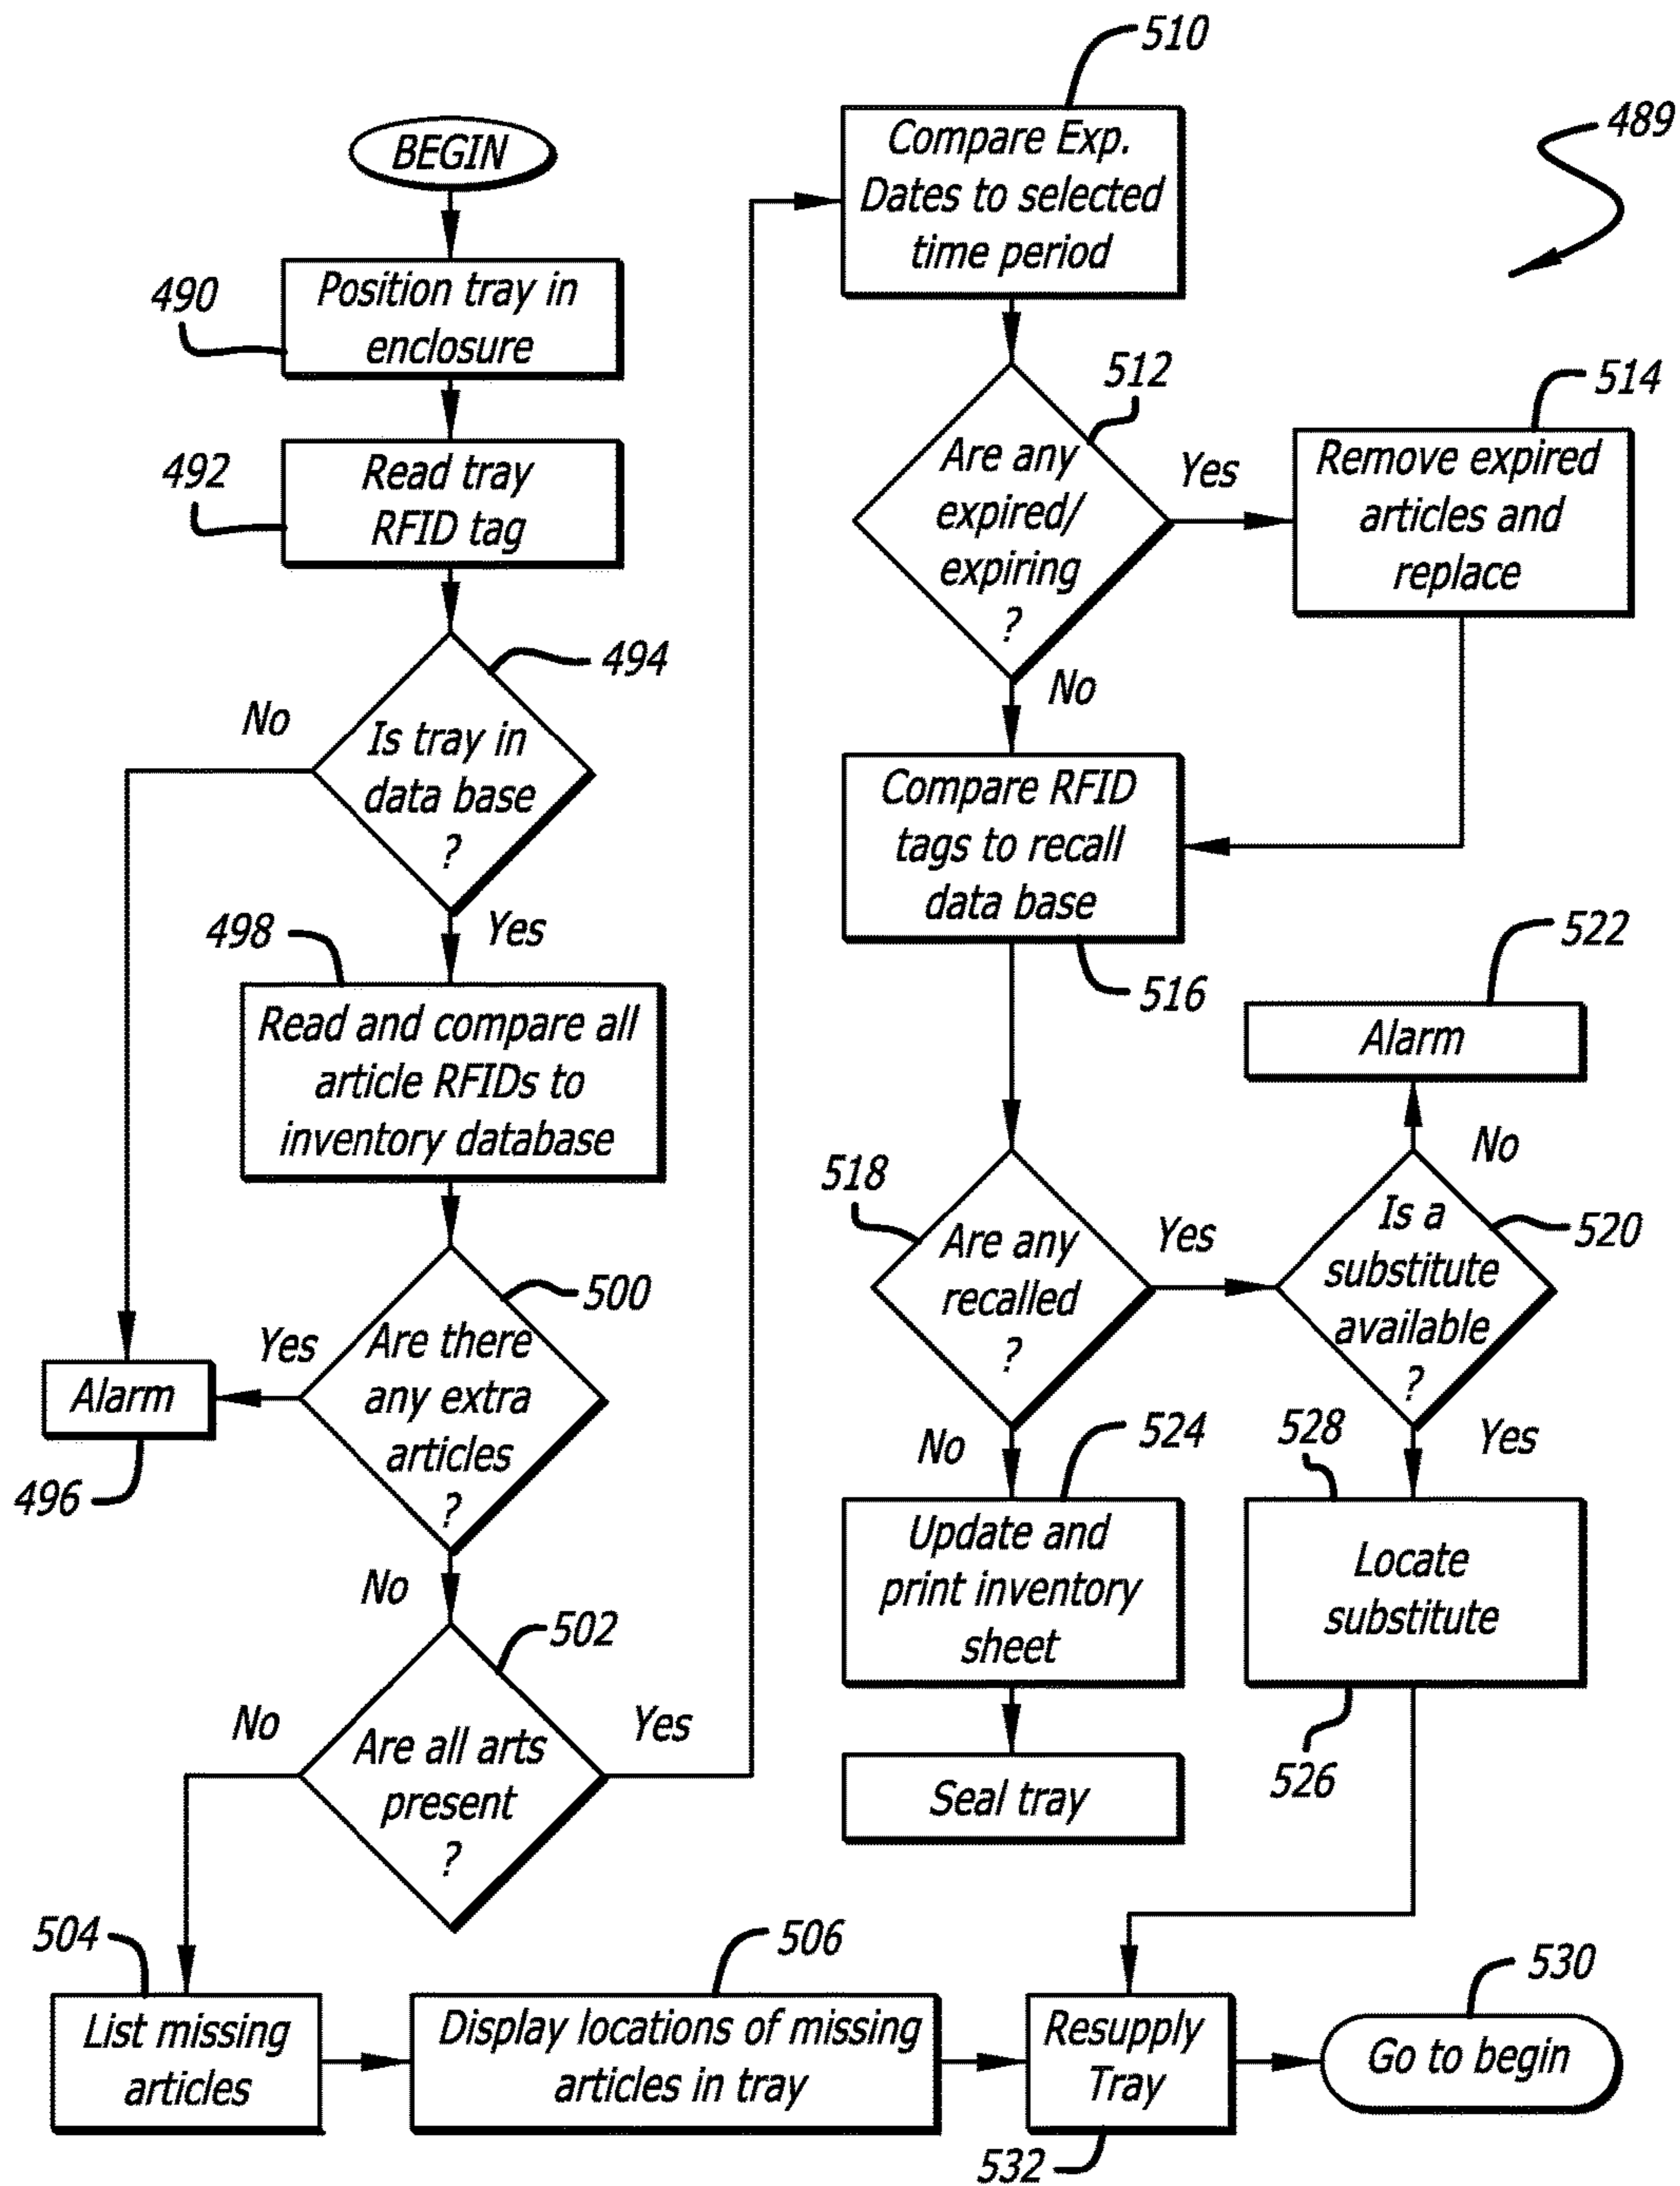 BEGIN
490
Position tray in
enclosure
492
Read tray
RFID tag
494
No
Is tray in
data base
?
Yes
498
Read and compare all
article RFIDs to
inventory database
500
Yes
Are there
any extra
articles
?
Alarm
496
No
502
No
Are all arts
present
?
Yes
504
List missing
articles
506
Display locations of missing
articles in tray
510
Compare Exp.
Dates to selected
time period
489
512
Are any
expired/
expiring
?
Yes
514
Remove expired
articles and
replace
No
Compare RFID
tags to recall
data base
516
522
Alarm
518
Are any
recalled
?
Yes
No
Is a
substitute
available
?
520
No
524
Update and
print inventory
sheet
Seal tray
528
Yes
Locate
substitute
526
Resupply
Tray
532
530
Go to begin